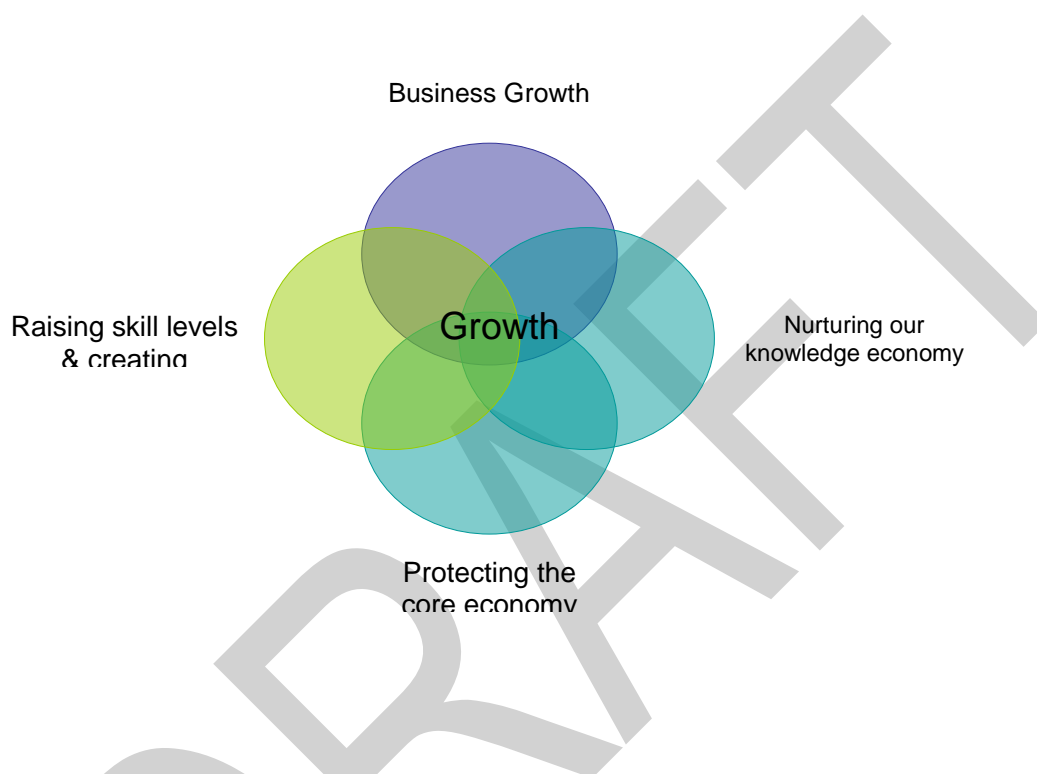 Business Growth
Raising skill levels
& creating
Growth
Nurturing our
knowledge economy
Protecting the
core economy
DRAFT